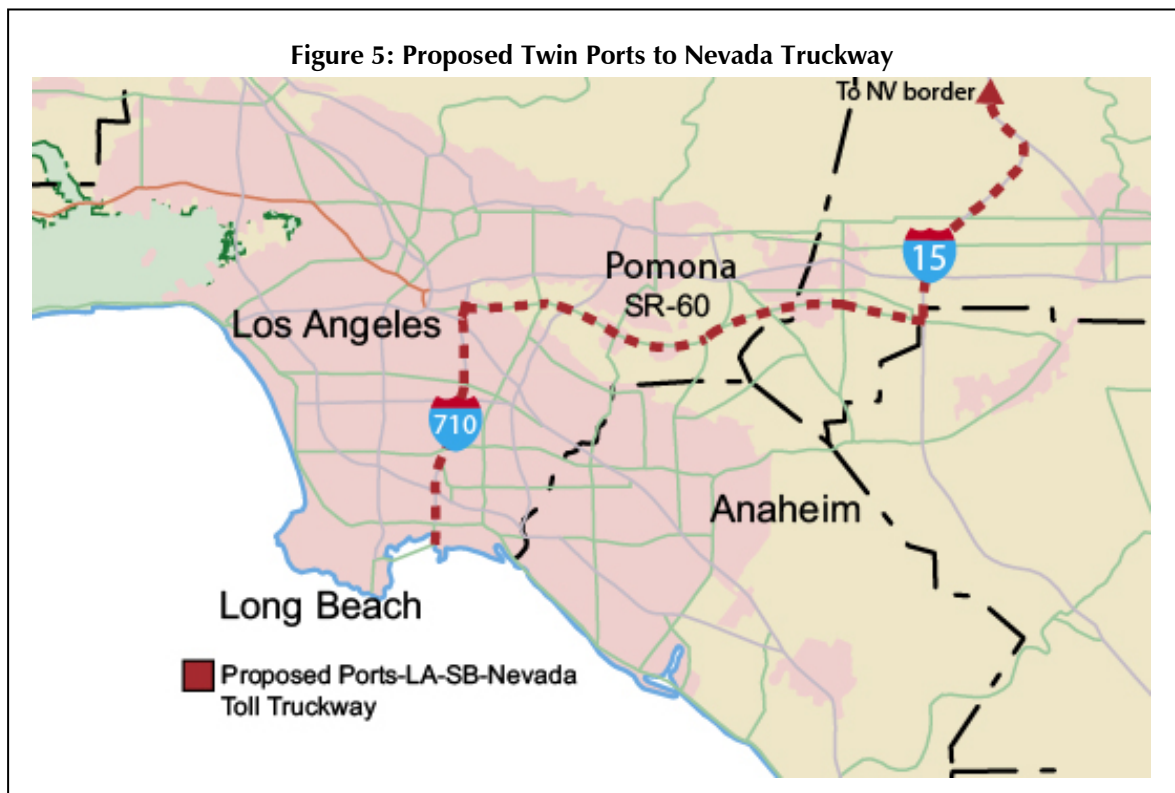 Figure 5: Proposed Twin Ports to Nevada Truckway
To NV border
15
Pomona
SR-60
Los Angeles
710
Anaheim
Long Beach
Proposed Ports-LA-SB-Nevada
Toll Truckway